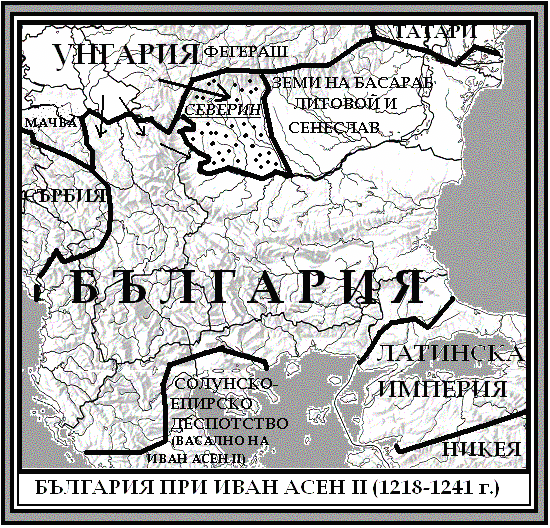 ТАТАРИ
УНГАРИЯ
ФЕГЕРАШ
ЗЕМИ НА БАСАРАБ
ЛИТОВОЙ И
СЕНЕСЛАВ
СЕВЕРИН
МАЧВА
СЪРБИЯ
БЪЛГАРИЯ
ЛАТИНСКА
ИМПЕРИЯ
СОЛУНСКО-
ЕПИРСКО
ДЕСПОТСТВО
(ВАСАЛНО НА
ИВАН АСЕН II)
НИКЕЯ
БЪЛГАРИЯ ПРИ ИВАН АСЕН II (1218-1241 г.)